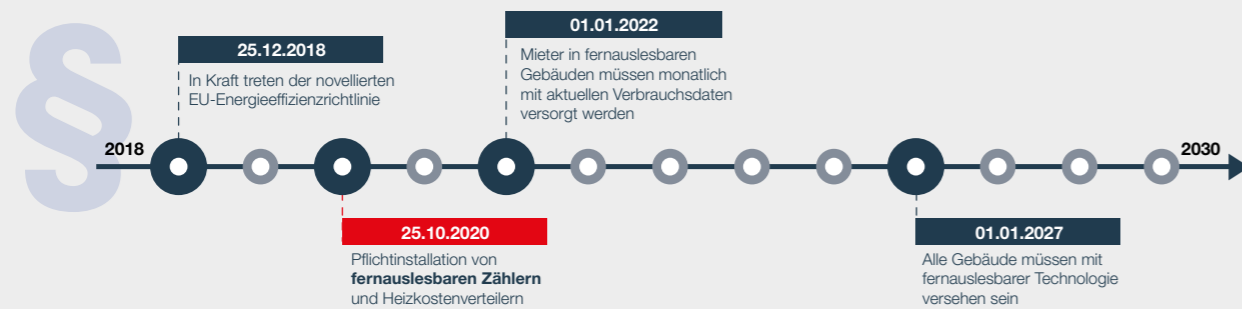 §
25.12.2018
In Kraft treten der novellierten
EU-Energieeffizienzrichtlinie
01.01.2022
Mieter in fernauslesbaren
Gebäuden müssen monatlich
mit aktuellen Verbrauchsdaten
versorgt werden
2018
2030
25.10.2020
Pflichtinstallation von
fernauslesbaren Zählern
und Heizkostenverteilern
01.01.2027
Alle Gebäude müssen mit
fernauslesbarer Technologie
versehen sein